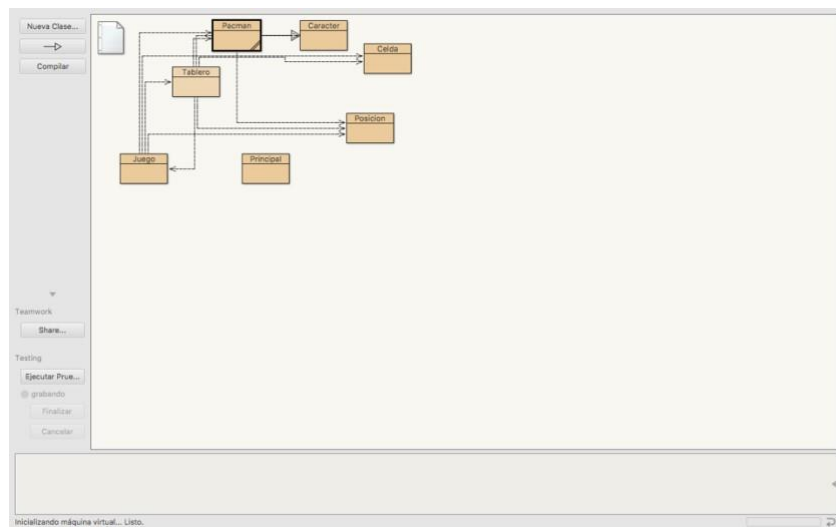 Nueva Clase...
Compilar
Pacman
Caracter
Celda
Tablero
Posicion
Juego
Principal
Teamwork
Share...
Testing
Ejecutar Prue...
grabando
Finalizar
Cancelar
Inicializando máquina virtual... Listo.